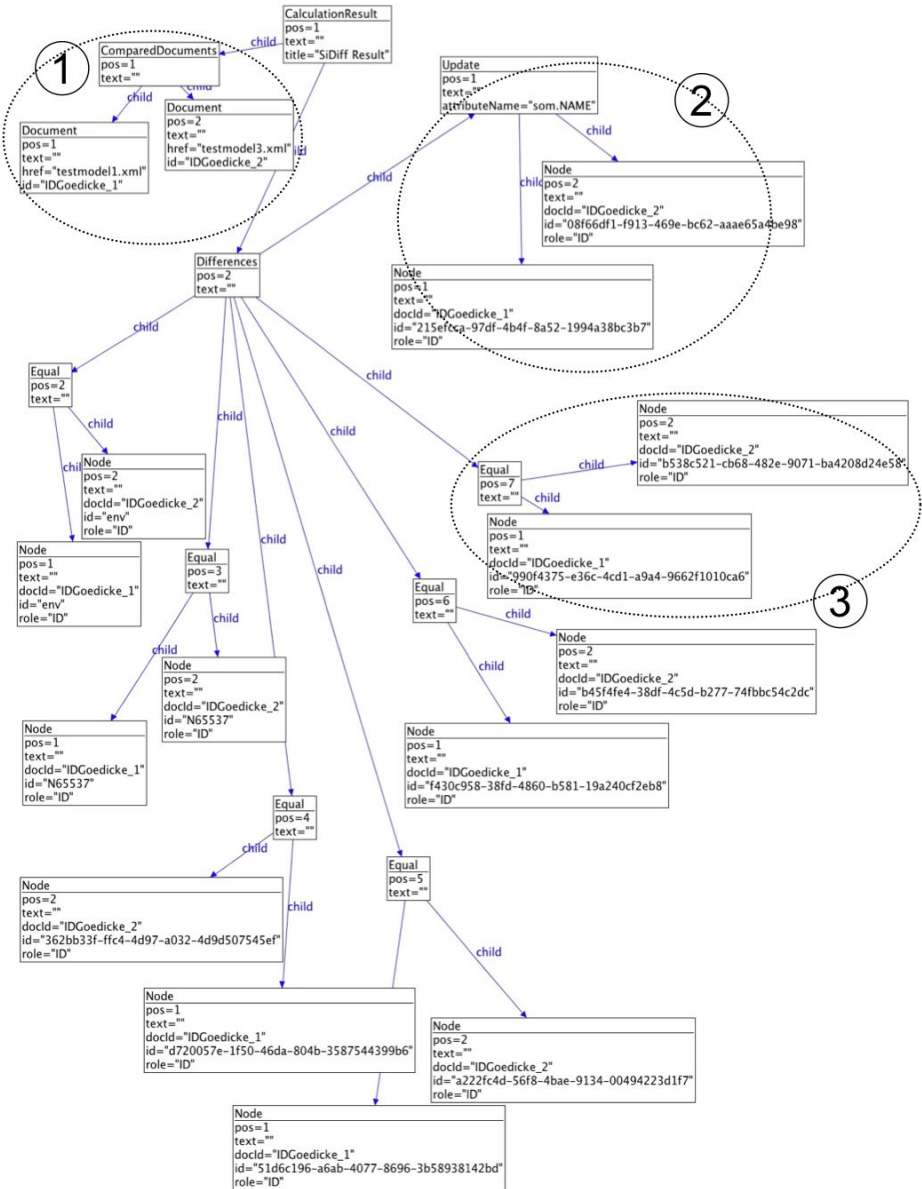 CalculationResult
pos=1
text=""
title="SiDiff Result"
child
1
ComparedDocuments
pos=1
text=""
child
child
Document
pos=1
text=""
href="testmodel1.xml"
id="IDGoedicke_1"
Document
pos=2
text=""
href="testmodel3.xml"
id="IDGoedicke_2"
child
Update
pos=1
text=""
attributeName="som.NAME"
2
child
child
child
Node
pos=2
text=""
docId="IDGoedicke_2"
id="08f66df1-f913-469e-bc62-aaae65a4be98"
role="ID"
Node
pos=1
text=""
docId="IDGoedicke_1"
id="215efcca-97df-4b4f-8a52-1994a38bc3b7"
role="ID"
Differences
pos=2
text=""
child
child
child
child
child
child
Equal
pos=2
text=""
child
child
Node
pos=2
text=""
docId="IDGoedicke_2"
id="env"
role="ID"
Node
pos=1
text=""
docId="IDGoedicke_1"
id="env"
role="ID"
Equal
pos=7
text=""
child
child
Node
pos=2
text=""
docId="IDGoedicke_2"
id="b538c521-cb68-482e-9071-ba4208d24e58"
role="ID"
Node
pos=1
text=""
docId="IDGoedicke_1"
id="990f4375-e36c-4cd1-a9a4-9662f1010ca6"
role="ID"
3
Equal
pos=3
text=""
child
child
Node
pos=2
text=""
docId="IDGoedicke_2"
id="N65537"
role="ID"
Node
pos=1
text=""
docId="IDGoedicke_1"
id="N65537"
role="ID"
Equal
pos=6
text=""
child
child
Node
pos=2
text=""
docId="IDGoedicke_2"
id="b45f4fe4-38df-4c5d-b277-74fbbc54c2dc"
role="ID"
Node
pos=1
text=""
docId="IDGoedicke_1"
id="f430c958-38fd-4860-b581-19a240cf2eb8"
role="ID"
Equal
pos=4
text=""
child
child
Node
pos=2
text=""
docId="IDGoedicke_2"
id="362bb33f-ffc4-4d97-a032-4d9d507545ef"
role="ID"
Node
pos=1
text=""
docId="IDGoedicke_1"
id="d720057e-1f50-46da-804b-3587544399b6"
role="ID"
Equal
pos=5
text=""
child
Node
pos=2
text=""
docId="IDGoedicke_2"
id="a222fc4d-56f8-4bae-9134-00494223d1f7"
role="ID"
Node
pos=1
text=""
docId="IDGoedicke_1"
id="51d6c196-a6ab-4077-8696-3b58938142bd"
role="ID"